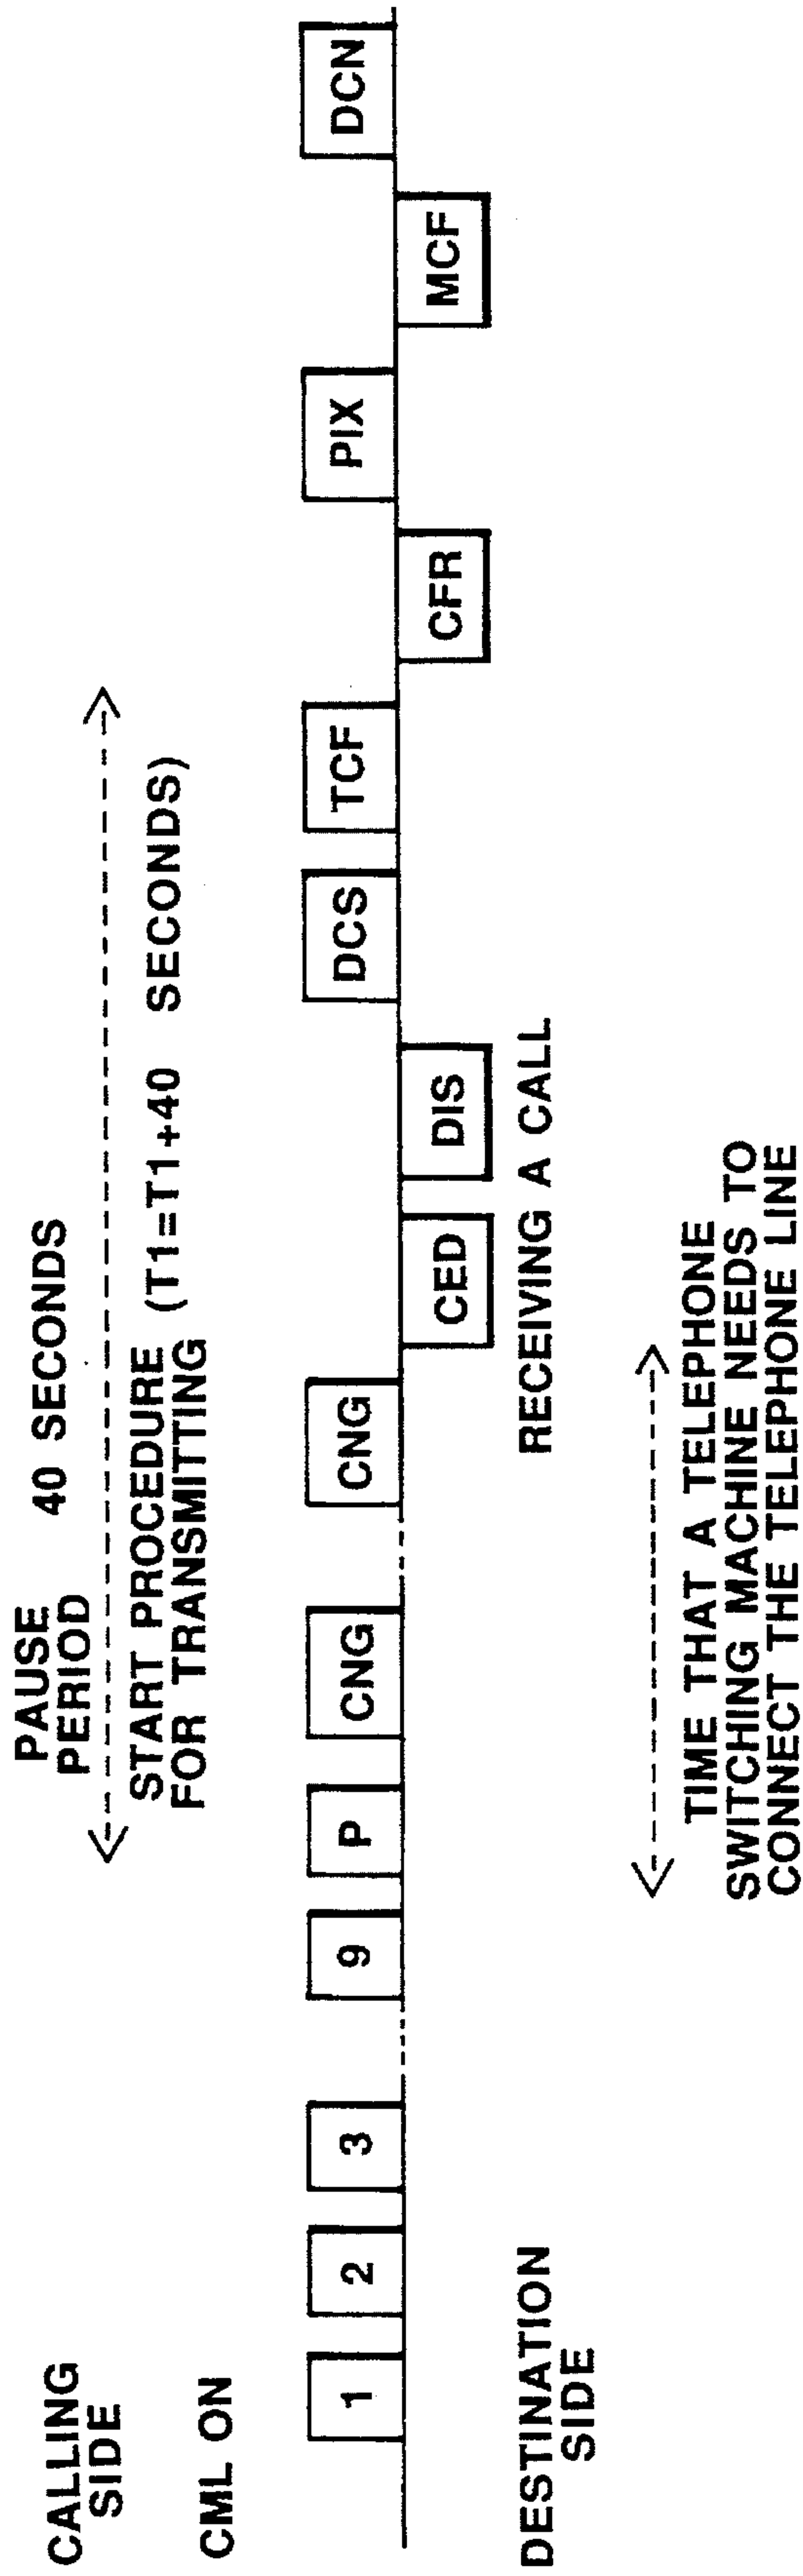 CALLING
SIDE
PAUSE
PERIOD
40 SECONDS
START PROCEDURE
FOR TRANSMITTING
(T1=T1+40 SECONDS)
CML ON
1
2
3
9
P
CNG
CNG
CED
DIS
DCS
TCF
CFR
PIX
MCF
DCN
DESTINATION
SIDE
RECEIVING A CALL
TIME THAT A TELEPHONE
SWITCHING MACHINE NEEDS TO
CONNECT THE TELEPHONE LINE